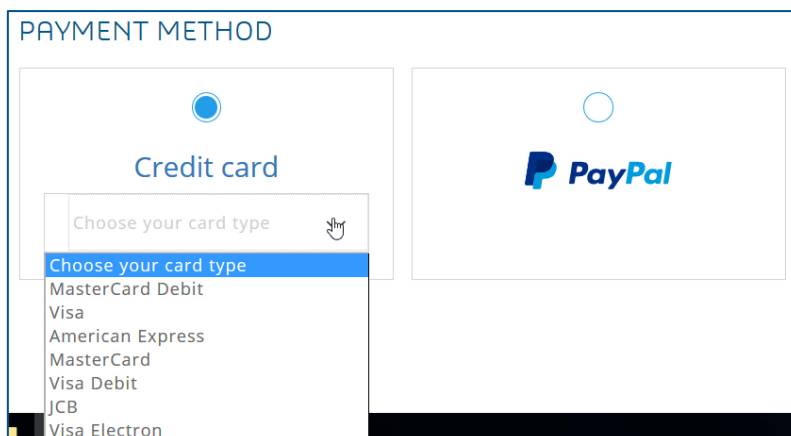 PAYMENT METHOD
Credit card
Choose your card type
Choose your card type
MasterCard Debit
Visa
American Express
MasterCard
Visa Debit
JCB
Visa Electron
PayPal